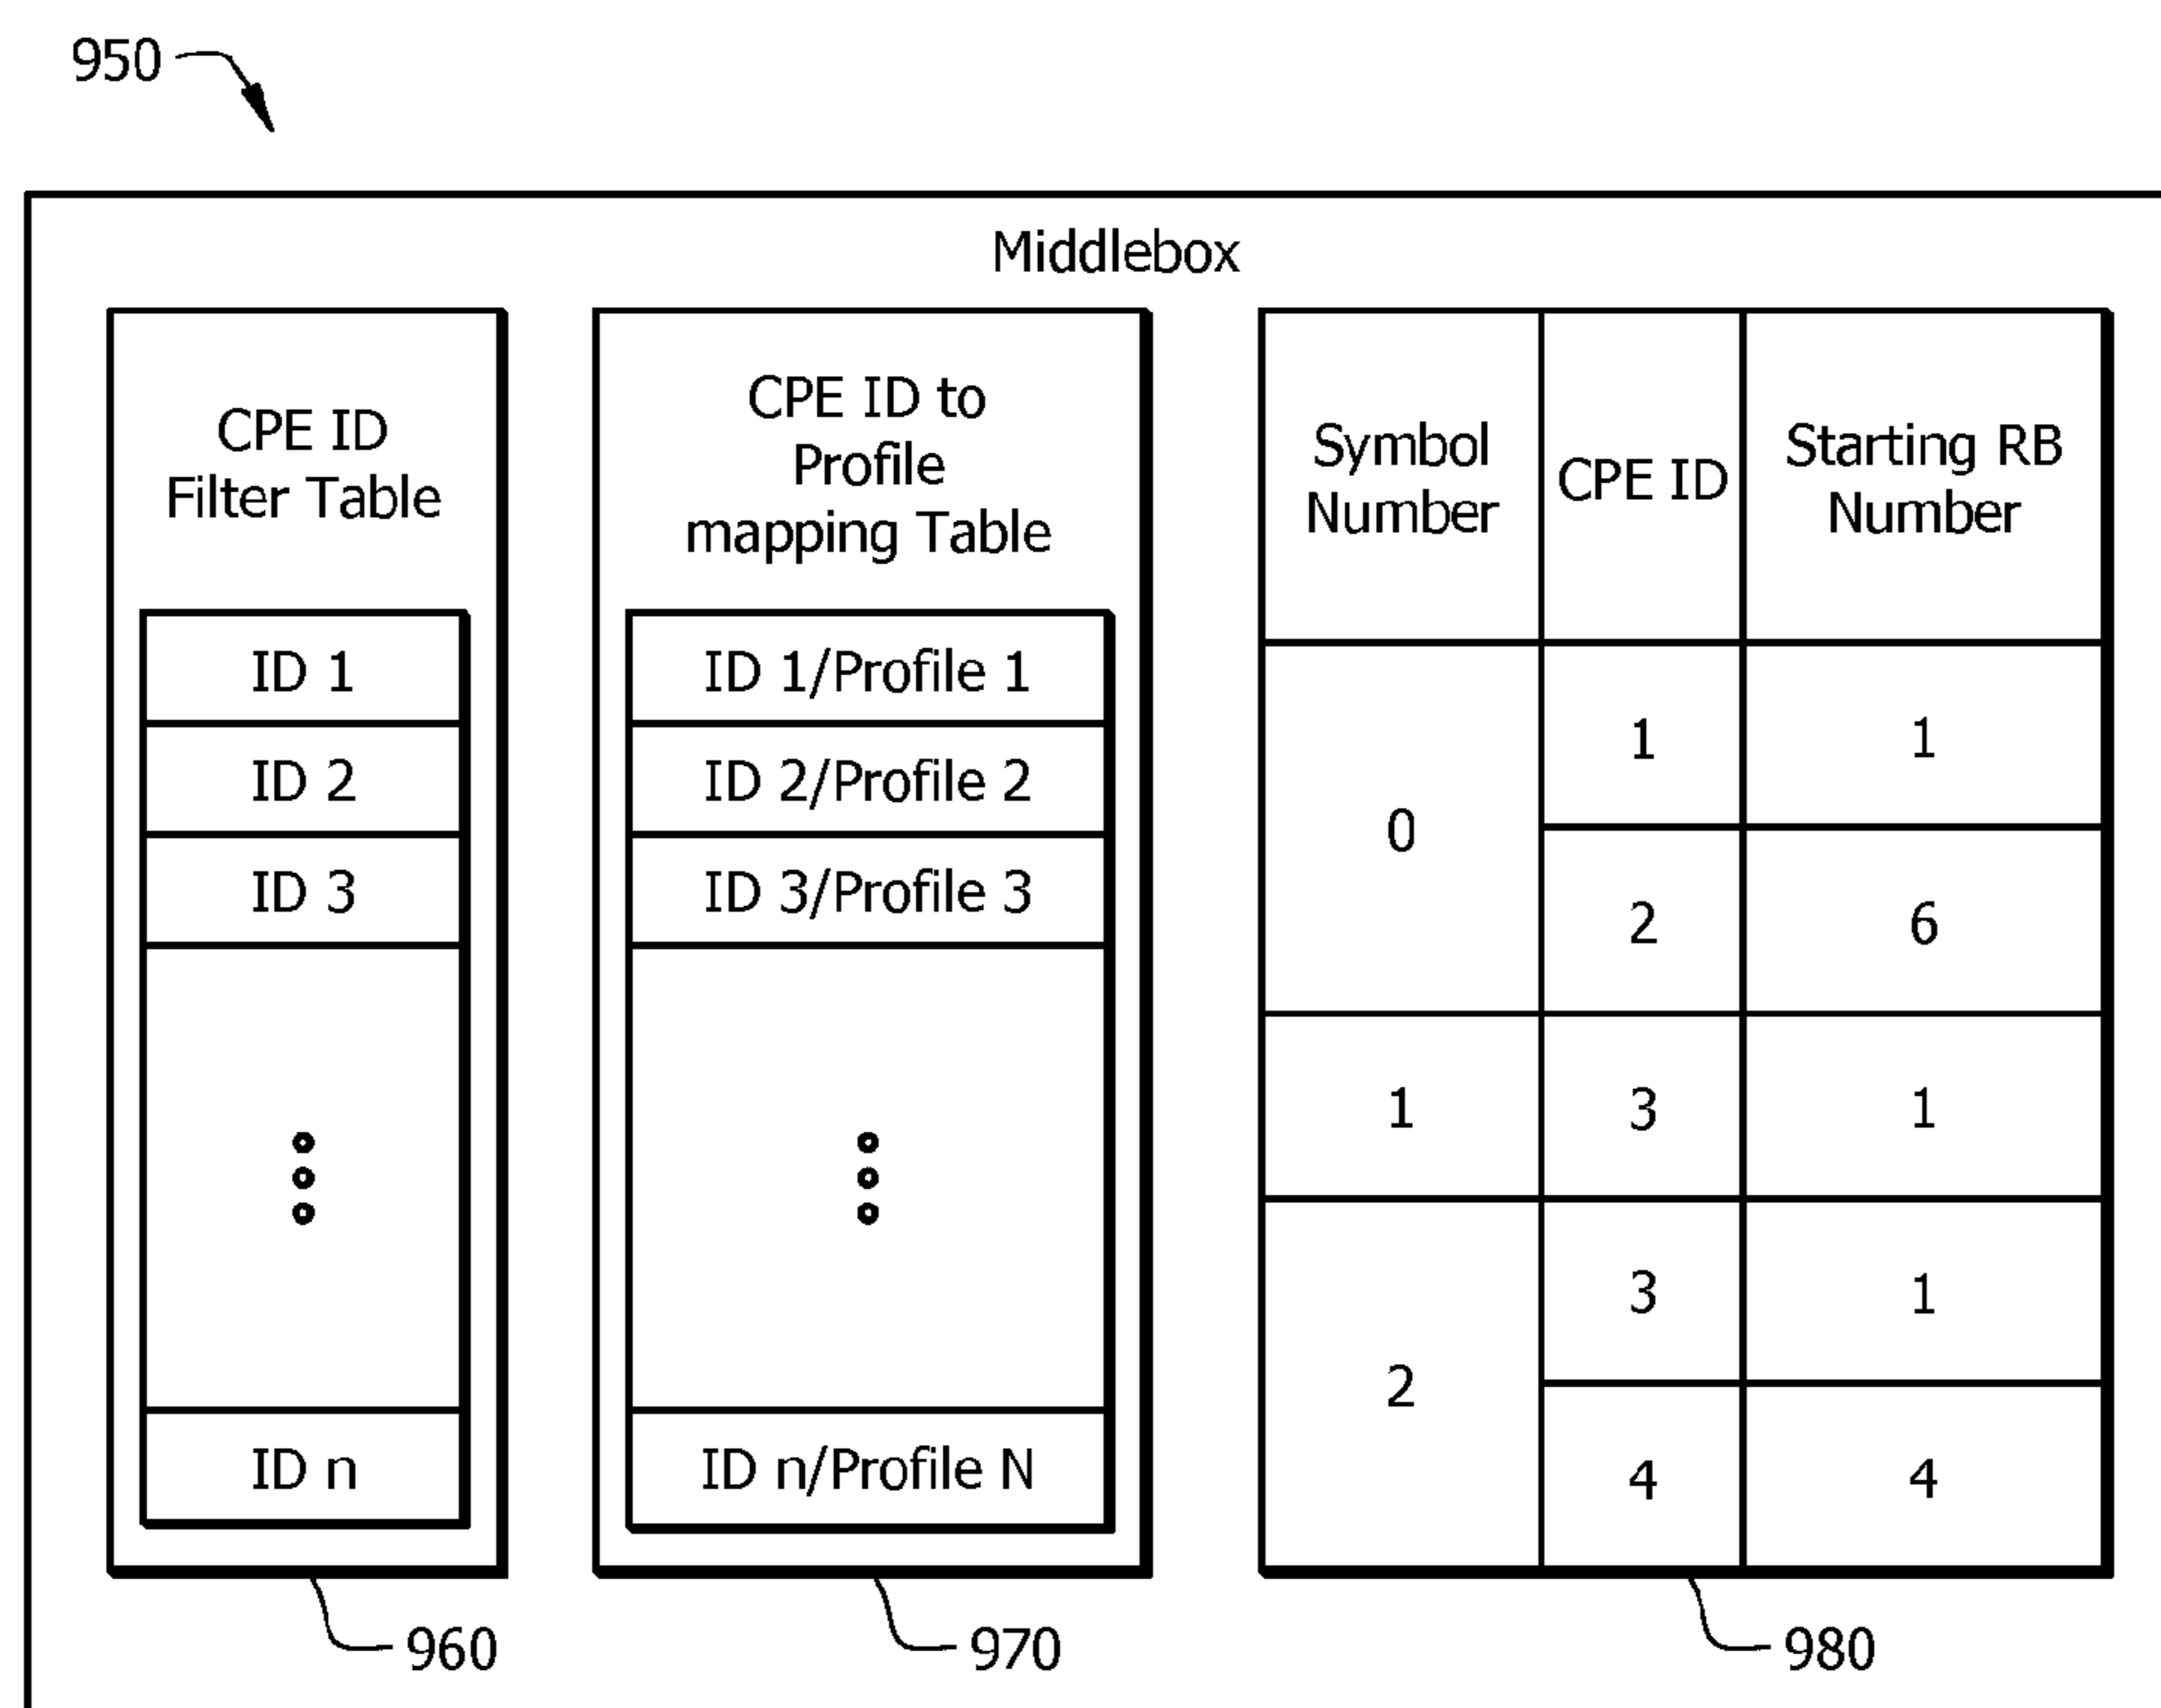 950
Middlebox
CPE ID
Filter Table
ID 1
ID 2
ID 3
ID n
960
CPE ID to
Profile
mapping Table
ID 1/Profile 1
ID 2/Profile 2
ID 3/Profile 3
ID n/Profile N
970
Symbol
Number
CPE ID
Starting RB
Number
0
1
1
2
6
1
3
1
2
3
1
4
4
980